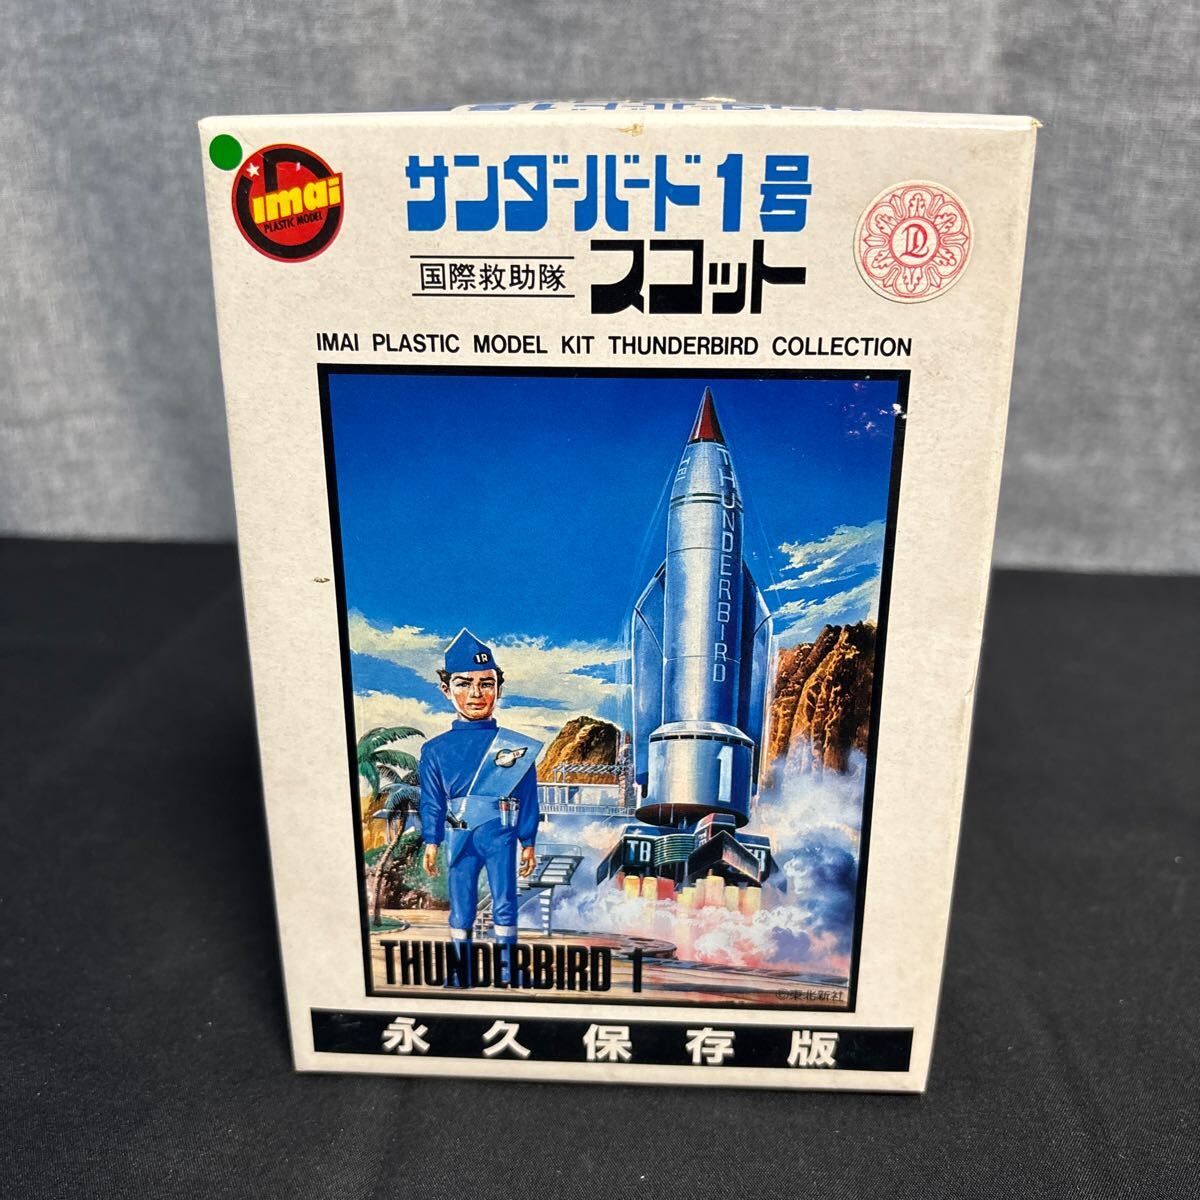 imai
PLASTIC MODEL
サンダーバード1号
国際救助隊 スコット
IMAI PLASTIC MODEL KIT THUNDERBIRD COLLECTION
TB1
THUNDERBIRD
IR
1
TB
THUNDERBIRD 1
©東北新社
永久保存版